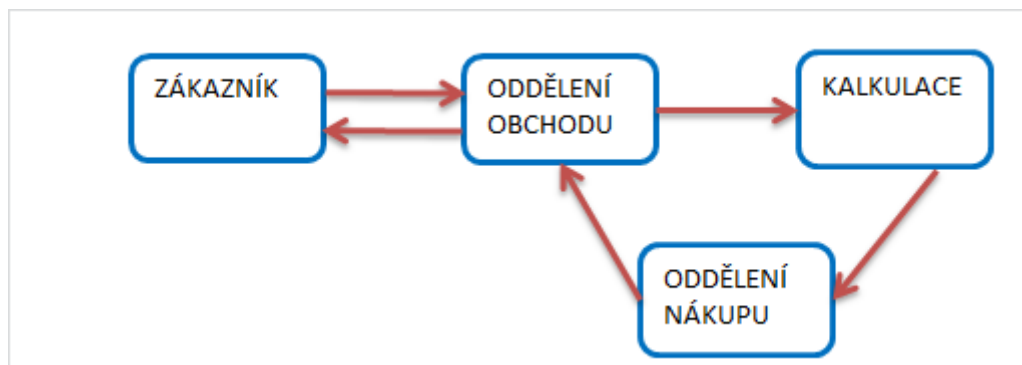 ZÁKAZNÍK
ODDĚLENÍ
OBCHODU
KALKULACE
ODDĚLENÍ
NÁKUPU